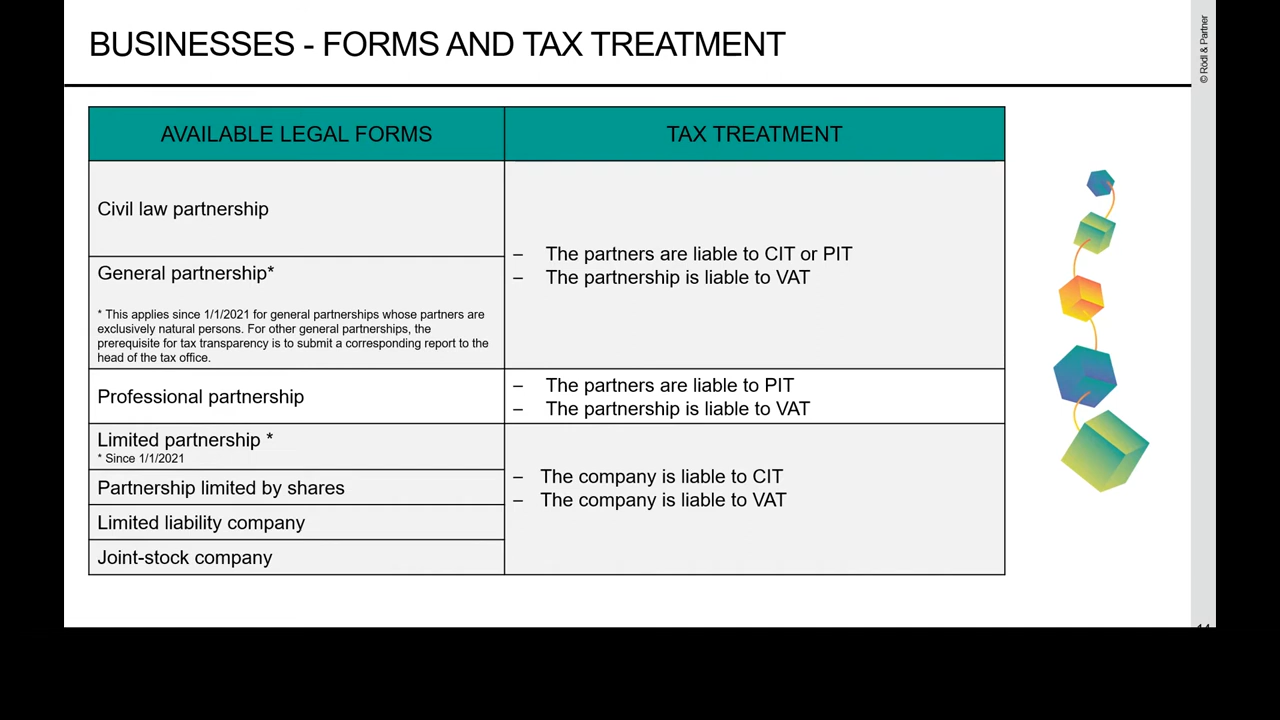 BUSINESSES - FORMS AND TAX TREATMENT
© Rödl & Partner
AVAILABLE LEGAL FORMS
TAX TREATMENT
Civil law partnership
General partnership*
* This applies since 1/1/2021 for general partnerships whose partners are
exclusively natural persons. For other general partnerships, the
prerequisite for tax transparency is to submit a corresponding report to the
head of the tax office.
– The partners are liable to CIT or PIT
– The partnership is liable to VAT
Professional partnership
– The partners are liable to PIT
– The partnership is liable to VAT
Limited partnership *
* Since 1/1/2021
Partnership limited by shares
Limited liability company
Joint-stock company
– The company is liable to CIT
– The company is liable to VAT